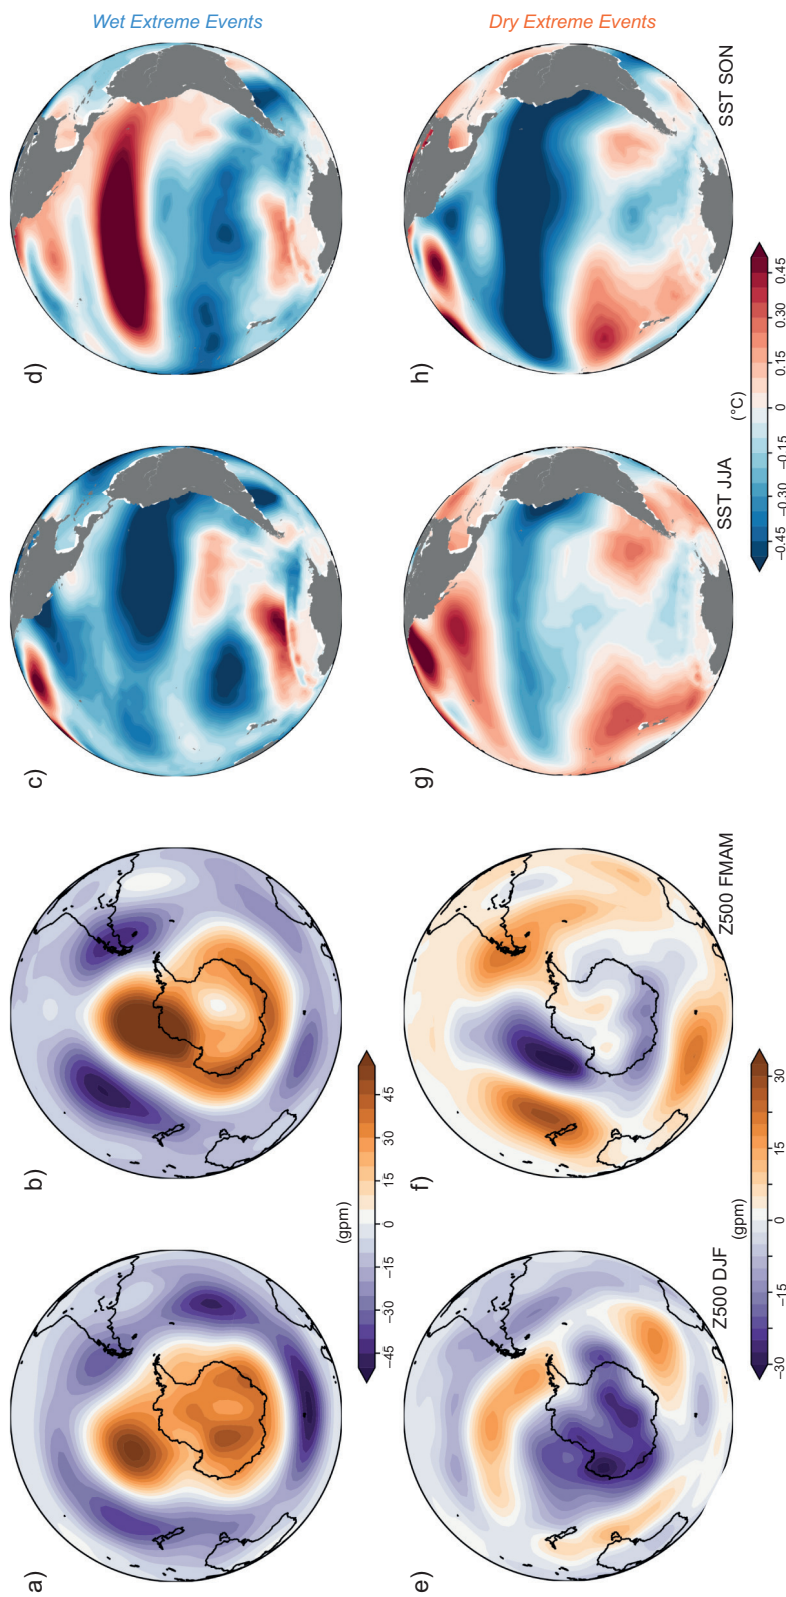 Wet Extreme Events
a)
b)
c)
d)
−45 −30 −15 0 15 30 45
(gpm)
Dry Extreme Events
e)
f)
g)
h)
Z500 DJF
Z500 FMAM
SST JJA
SST SON
(gpm)
−30 −15 0 15 30
(°C)
−0.45 −0.30 −0.15 0 0.15 0.30 0.45